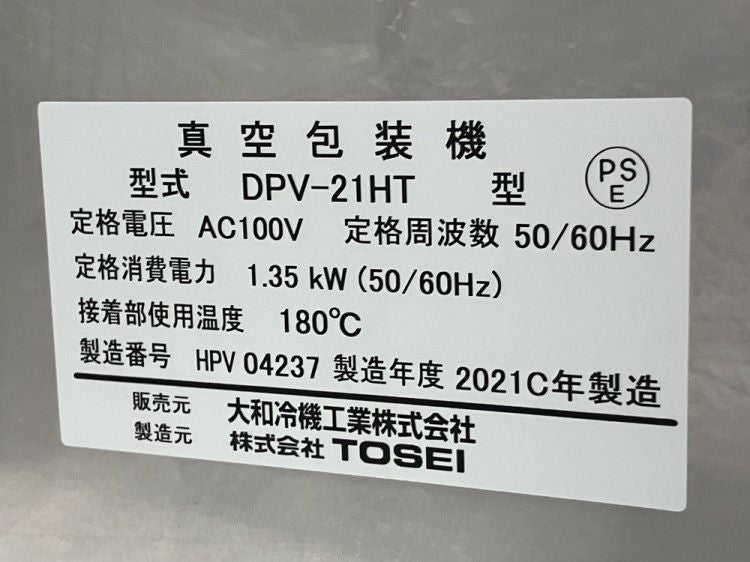 真空包装機
型式 DPV-21HT 型
PS
E
定格電圧 AC100V 定格周波数 50/60Hz
定格消費電力 1.35 kW (50/60Hz)
接着部使用温度 180℃
製造番号 HPV 04237 製造年度 2021C年製造
販売元 大和冷機工業株式会社
製造元 株式会社 TOSEI